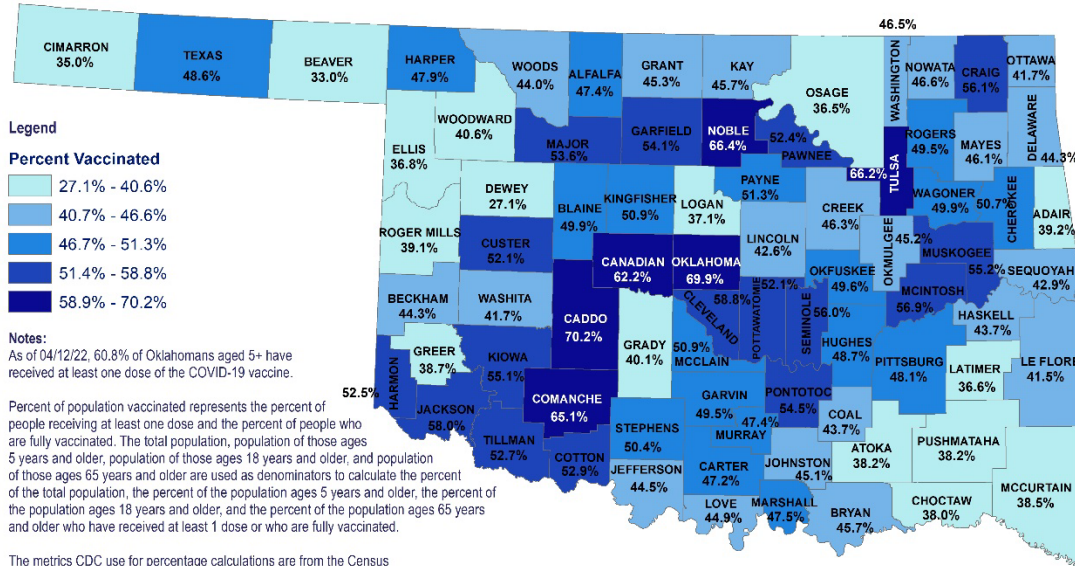 46.5%
CIMARRON
35.0%
TEXAS
48.6%
BEAVER
33.0%
HARPER
47.9%
WOODS
44.0%
ALFALFA
47.4%
GRANT
45.3%
KAY
45.7%
OSAGE
36.5%
WASHINGTON
NOWATA
46.6%
CRAIG
56.1%
OTTAWA
41.7%
DELAWARE
44.3%
WOODWARD
40.6%
ELLIS
36.8%
MAJOR
53.6%
GARFIELD
54.1%
NOBLE
66.4%
52.4%
PAWNEE
66.2%
TULSA
ROGERS
49.5%
MAYES
46.1%
Legend
Percent Vaccinated
27.1% - 40.6%
40.7% - 46.6%
46.7% - 51.3%
51.4% - 58.8%
58.9% - 70.2%
DEWEY
27.1%
BLAINE
49.9%
KINGFISHER
50.9%
LOGAN
37.1%
PAYNE
51.3%
CREEK
46.3%
WAGONER
49.9%
50.7%
CHEROKEE
ADAIR
39.2%
ROGER MILLS
39.1%
CUSTER
52.1%
CANADIAN
62.2%
OKLAHOMA
69.9%
LINCOLN
42.6%
OKMULGEE
45.2%
MUSKOGEE
55.2%
SEQUOYAH
42.9%
BECKHAM
44.3%
WASHITA
41.7%
CADDO
70.2%
GRADY
40.1%
CLEVELAND
58.8%
POTTAWATOMIE
52.1%
SEMINOLE
56.0%
OKFUSKEE
49.6%
MCINTOSH
56.9%
HASKELL
43.7%
LE FLORE
41.5%
50.9%
MCCLAIN
HUGHES
48.7%
PITTSBURG
48.1%
LATIMER
36.6%
Notes:
As of 04/12/22, 60.8% of Oklahomans aged 5+ have
received at least one dose of the COVID-19 vaccine.
GREER
38.7%
KIOWA
55.1%
52.5%
HARMON
JACKSON
58.0%
COMANCHE
65.1%
TILLMAN
52.7%
COTTON
52.9%
STEPHENS
50.4%
GARVIN
49.5%
47.4%
MURRAY
PONTOTOC
54.5%
COAL
43.7%
ATOKA
38.2%
PUSHMATAHA
38.2%
MCCURTAIN
38.5%
JEFFERSON
44.5%
CARTER
47.2%
JOHNSTON
45.1%
LOVE
44.9%
MARSHALL
47.5%
BRYAN
45.7%
CHOCTAW
38.0%
Percent of population vaccinated represents the percent of
people receiving at least one dose and the percent of people who
are fully vaccinated. The total population, population of those ages
5 years and older, population of those ages 18 years and older, and population
of those ages 65 years and older are used as denominators to calculate the percent
of the total population, the percent of the population ages 5 years and older, the percent of
the population ages 18 years and older, and the percent of the population ages 65 years
and older who have received at least 1 dose or who are fully vaccinated.
The metrics CDC use for percentage calculations are from the Census